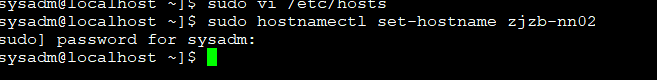 sysadm@localhost ~]$ sudo vi /etc/hosts
sysadm@localhost ~]$ sudo hostnamectl set-hostname zjzb-nn02
sudo] password for sysadm:
sysadm@localhost ~]$